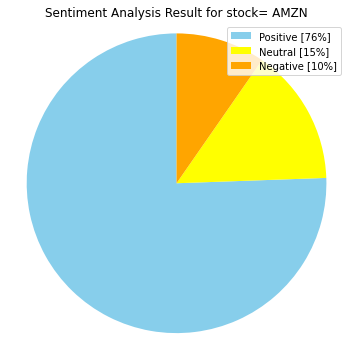 Sentiment Analysis Result for stock= AMZN
Positive [76%]
Neutral [15%]
Negative [10%]